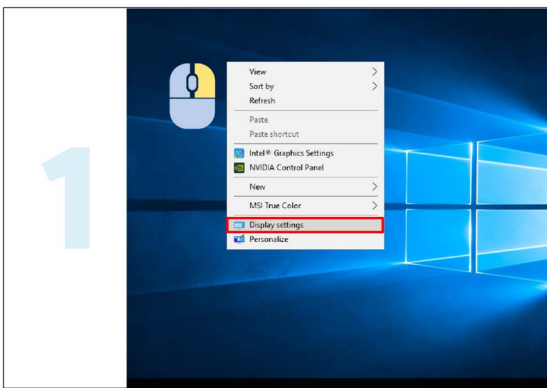 1
View
Sort by
Refresh
Paste
Paste shortcut
Intel® Graphics Settings
NVIDIA Control Panel
New
MSI True Color
Display settings
Personalize